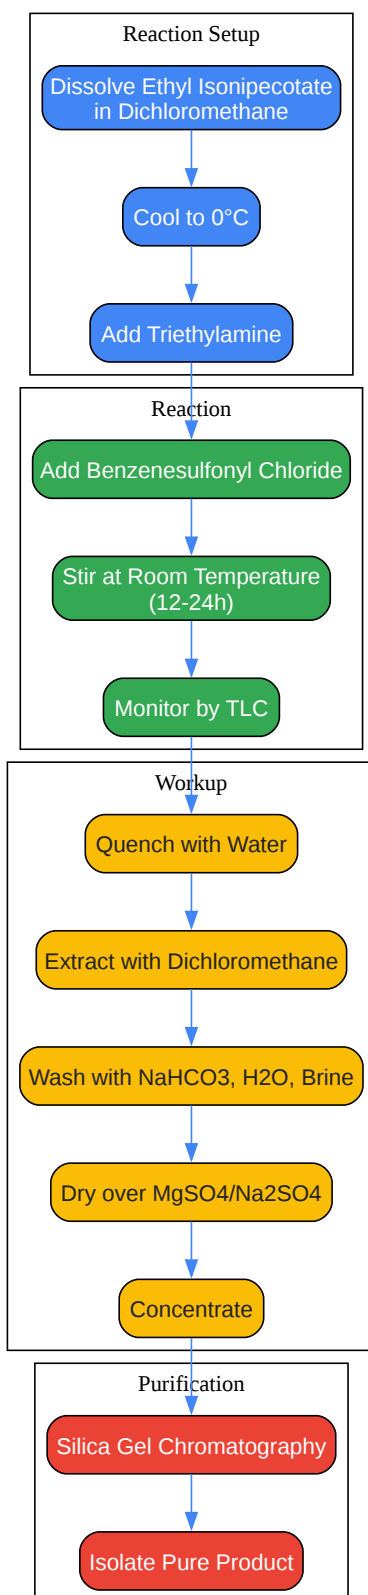 Reaction Setup
Dissolve Ethyl Isonipecotate
in Dichloromethane
Cool to 0°C
Add Triethylamine
Reaction
Add Benzenesulfonyl Chloride
Stir at Room Temperature
(12-24h)
Monitor by TLC
Workup
Quench with Water
Extract with Dichloromethane
Wash with NaHCO3, H2O, Brine
Dry over MgSO4/Na2SO4
Concentrate
Purification
Silica Gel Chromatography
Isolate Pure Product